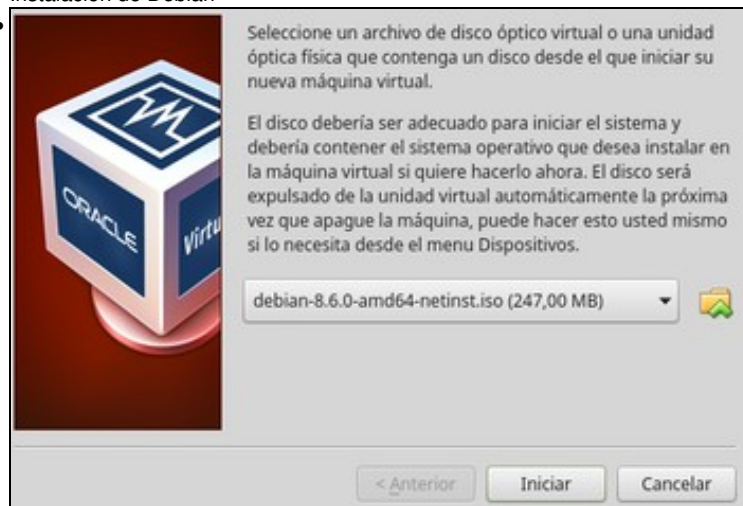 Instalación de Debian
Seleccione un archivo de disco óptico virtual o una unidad
óptica física que contenga un disco desde el que iniciar su
nueva máquina virtual.
El disco debería ser adecuado para iniciar el sistema y
debería contener el sistema operativo que desea instalar en
la máquina virtual si quiere hacerlo ahora. El disco será
expulsado de la unidad virtual automáticamente la próxima
vez que apague la máquina, puede hacer esto usted mismo
si lo necesita desde el menu Dispositivos.
ORACLE
Virtu
debian-8.6.0-amd64-netinst.iso (247,00 MB)
< Anterior
Iniciar
Cancelar